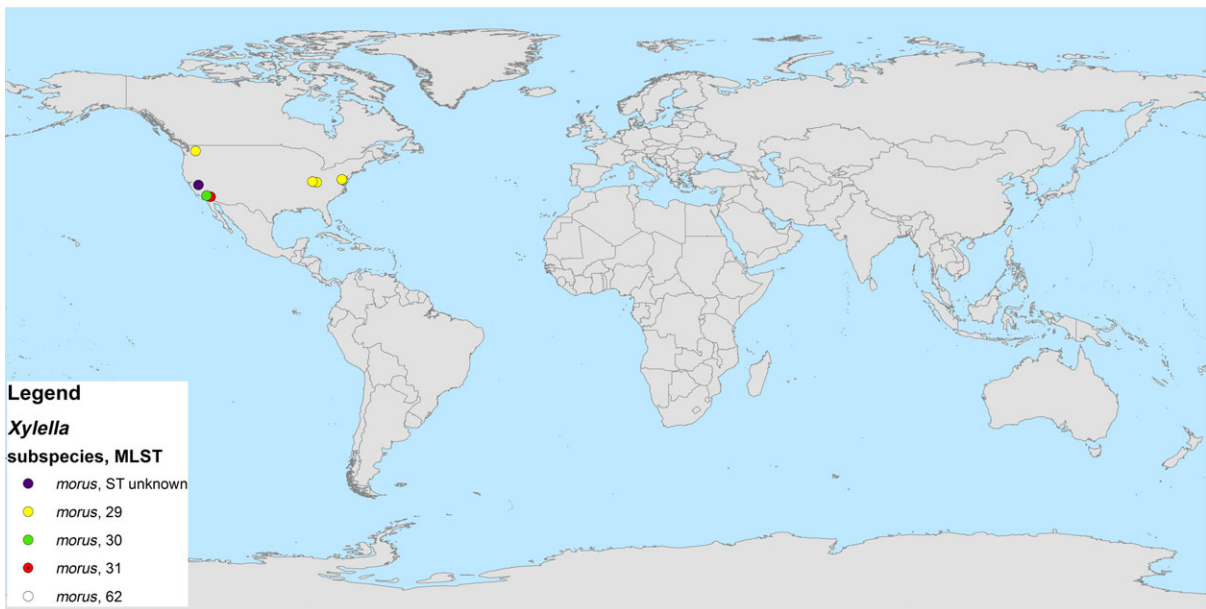 Legend
Xylella
subspecies, MLST
morus, ST unknown
morus, 29
morus, 30
morus, 31
morus, 62